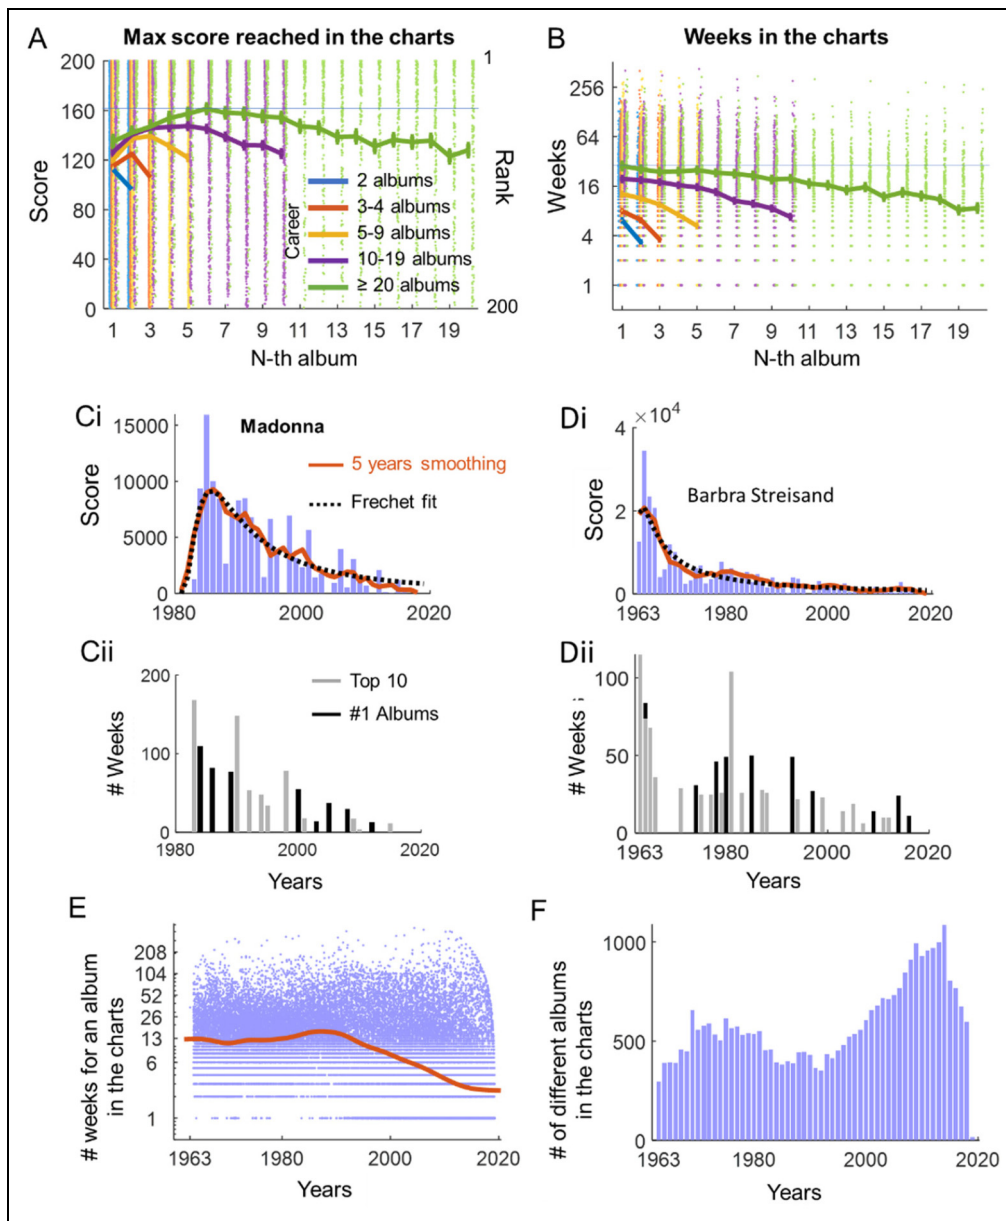 A
Max score reached in the charts
200
160
120
80
40
0
Score
1
Rank
200
Career
2 albums
3-4 albums
5-9 albums
10-19 albums
≥ 20 albums
1 3 5 7 9 11 13 15 17 19
N-th album
B
Weeks in the charts
256
64
16
4
1
Weeks
1 3 5 7 9 11 13 15 17 19
N-th album
Ci
Madonna
15000
10000
5000
0
Score
5 years smoothing
Frechet fit
1980 2000 2020
Di
×10⁴
4
2
0
Score
Barbra Streisand
1963 1980 2000 2020
Cii
200
100
0
# Weeks
Top 10
#1 Albums
1980 2000 2020
Years
Dii
100
50
0
# Weeks
1963 1980 2000 2020
Years
E
208
104
52
26
13
6
3
1
# weeks for an album
in the charts
1963 1980 2000 2020
Years
F
1000
500
0
# of different albums
in the charts
1963 1980 2000 2020
Years